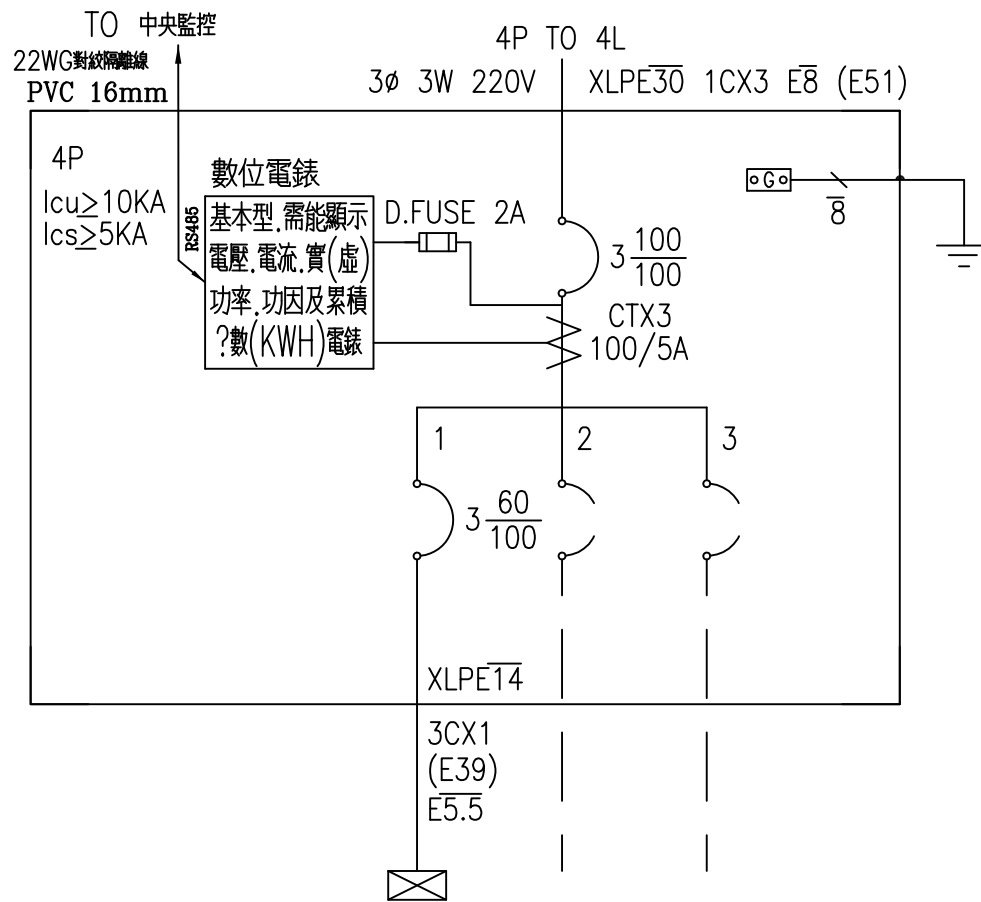 TO 中央監控
22WG對絞隔離線
PVC 16mm
4P TO 4L
3ø 3W 220V XLPE30 1CX3 E8 (E51)
4P
Icu≥10KA
Ics≥5KA
RS485
數位電錶
基本型.需能顯示
電壓.電流.實(虛)
功率.功因及累積
?數(KWH)電錶
D.FUSE 2A
3 100/100
CTX3
100/5A
G
8
1
2
3
3 60/100
XLPE14
3CX1
(E39)
E5.5